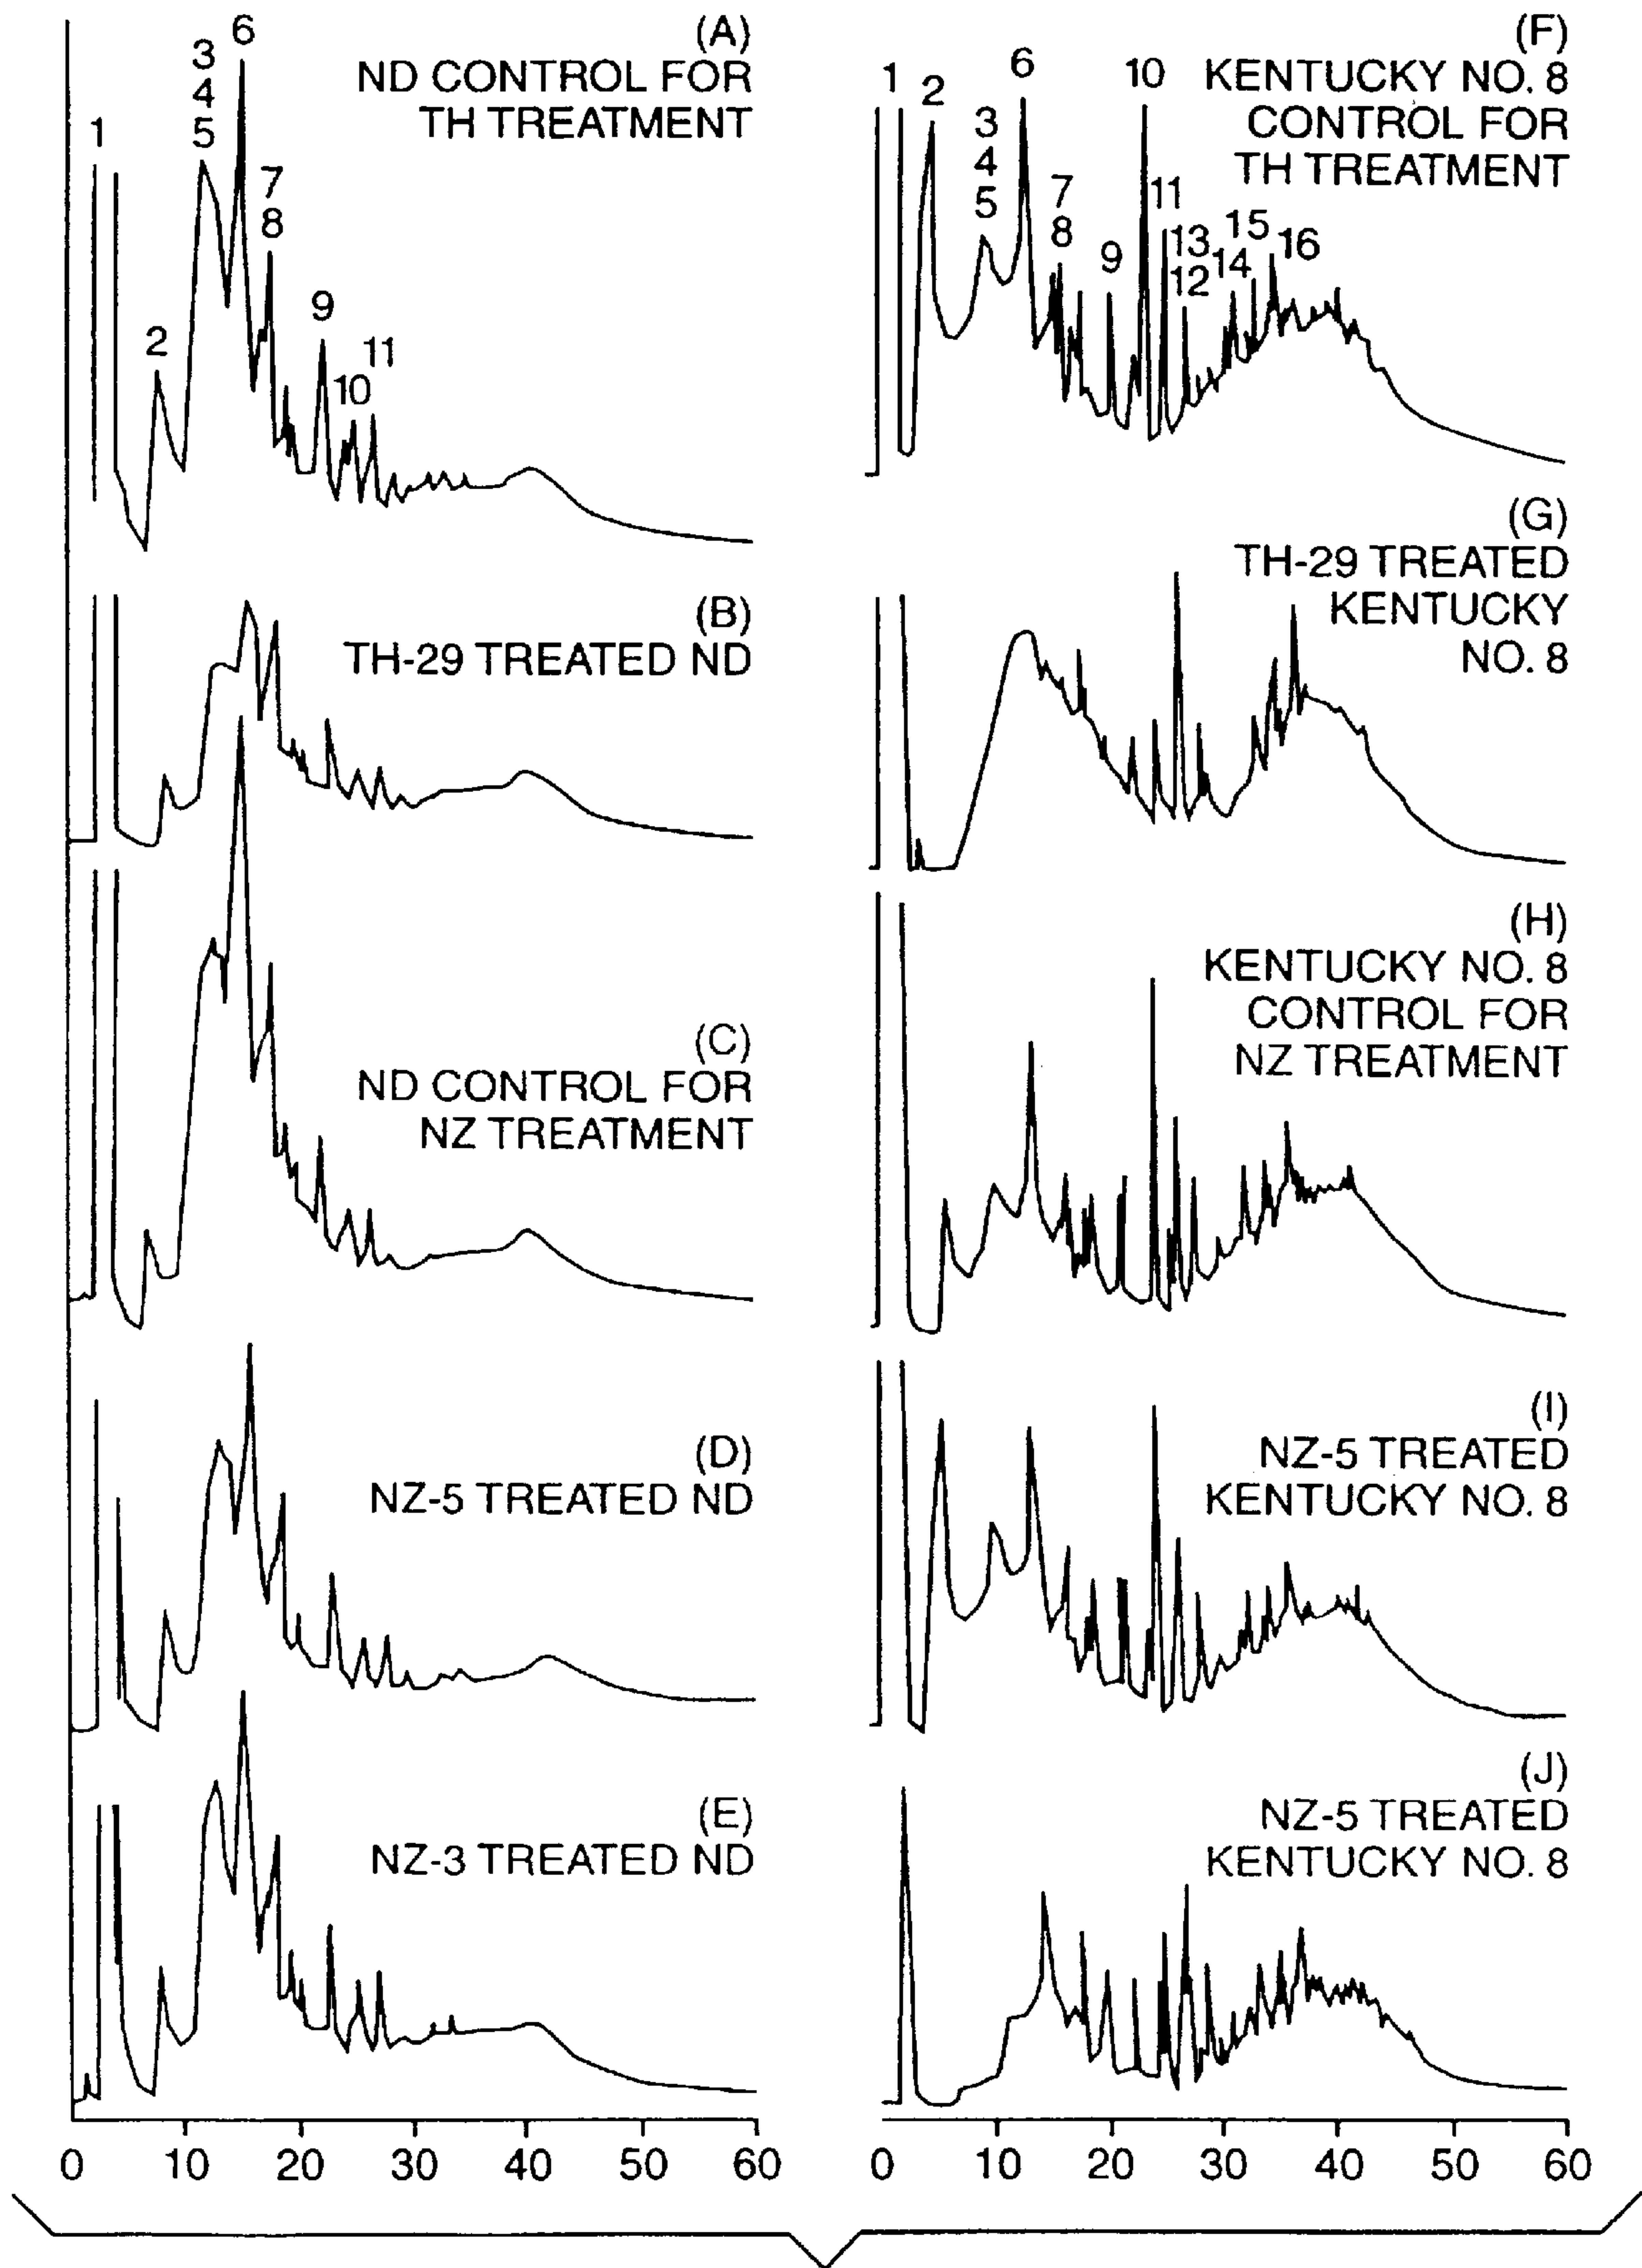 (A)
ND CONTROL FOR
TH TREATMENT
1
2
3
4
5
6
7
8
9
10
11
(B)
TH-29 TREATED ND
(C)
ND CONTROL FOR
NZ TREATMENT
(D)
NZ-5 TREATED ND
(E)
NZ-3 TREATED ND
0 10 20 30 40 50 60
(F)
KENTUCKY NO. 8
CONTROL FOR
TH TREATMENT
1
2
3
4
5
6
7
8
9
10
11
13
12
14
15
16
(G)
TH-29 TREATED
KENTUCKY
NO. 8
(H)
KENTUCKY NO. 8
CONTROL FOR
NZ TREATMENT
(I)
NZ-5 TREATED
KENTUCKY NO. 8
(J)
NZ-5 TREATED
KENTUCKY NO. 8
0 10 20 30 40 50 60